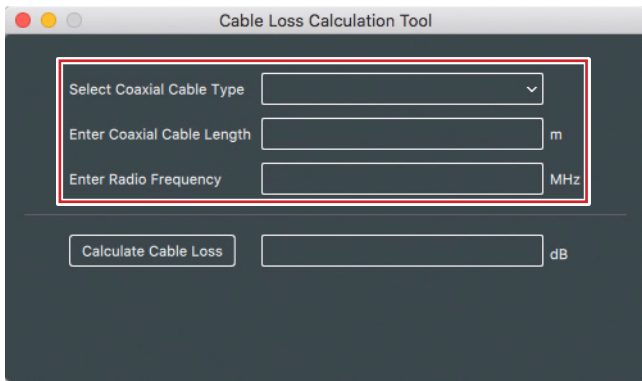 Cable Loss Calculation Tool
Select Coaxial Cable Type
Enter Coaxial Cable Length m
Enter Radio Frequency MHz
Calculate Cable Loss dB